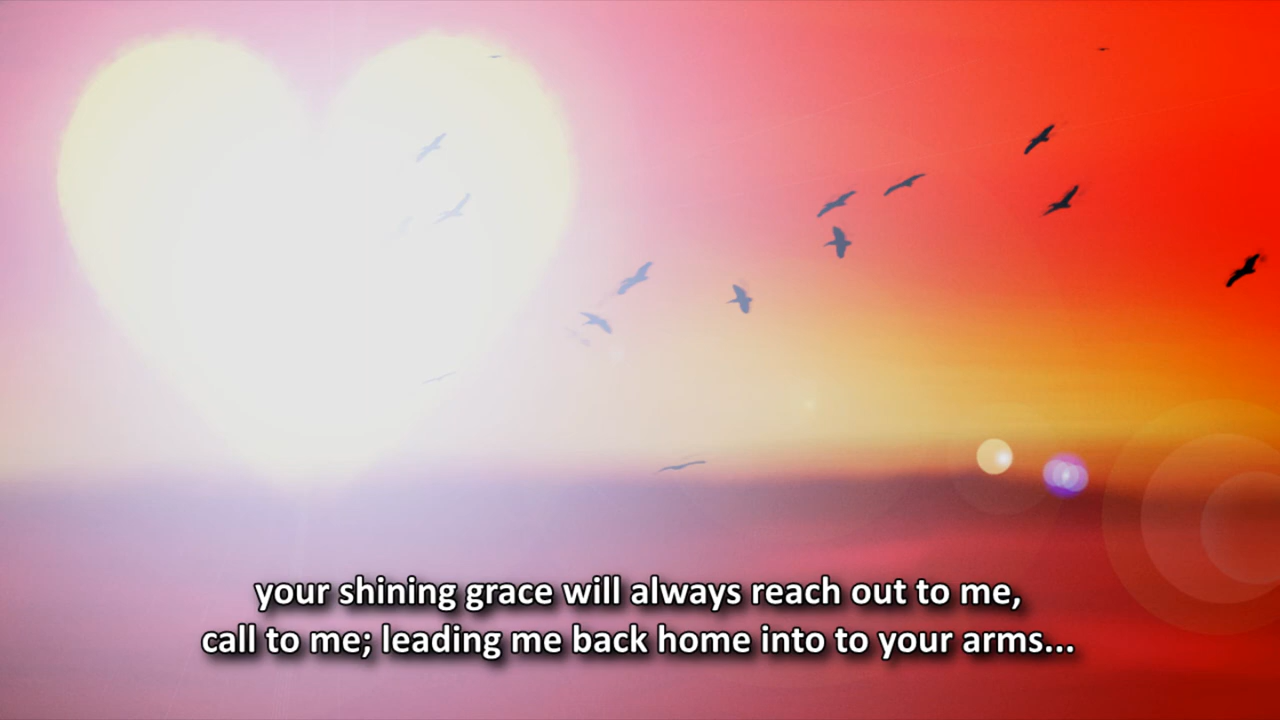 your shining grace will always reach out to me,
call to me; leading me back home into to your arms...